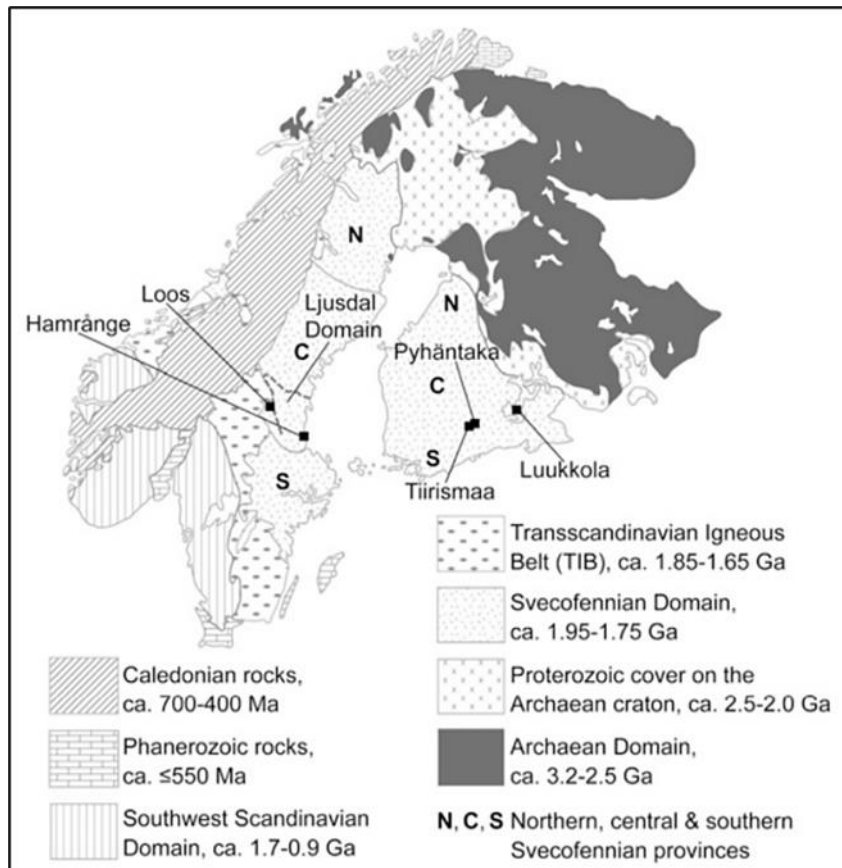 N
Loos
Ljusdal
Domain
Hamrånge
N
Pyhäntaka
C
C
S
S
Tiirismaa
Luukkola
Transscandinavian Igneous
Belt (TIB), ca. 1.85-1.65 Ga
Svecofennian Domain,
ca. 1.95-1.75 Ga
Caledonian rocks,
ca. 700-400 Ma
Proterozoic cover on the
Archaean craton, ca. 2.5-2.0 Ga
Phanerozoic rocks,
ca. ≤550 Ma
Archaean Domain,
ca. 3.2-2.5 Ga
Southwest Scandinavian
Domain, ca. 1.7-0.9 Ga
N, C, S Northern, central & southern
Svecofennian provinces